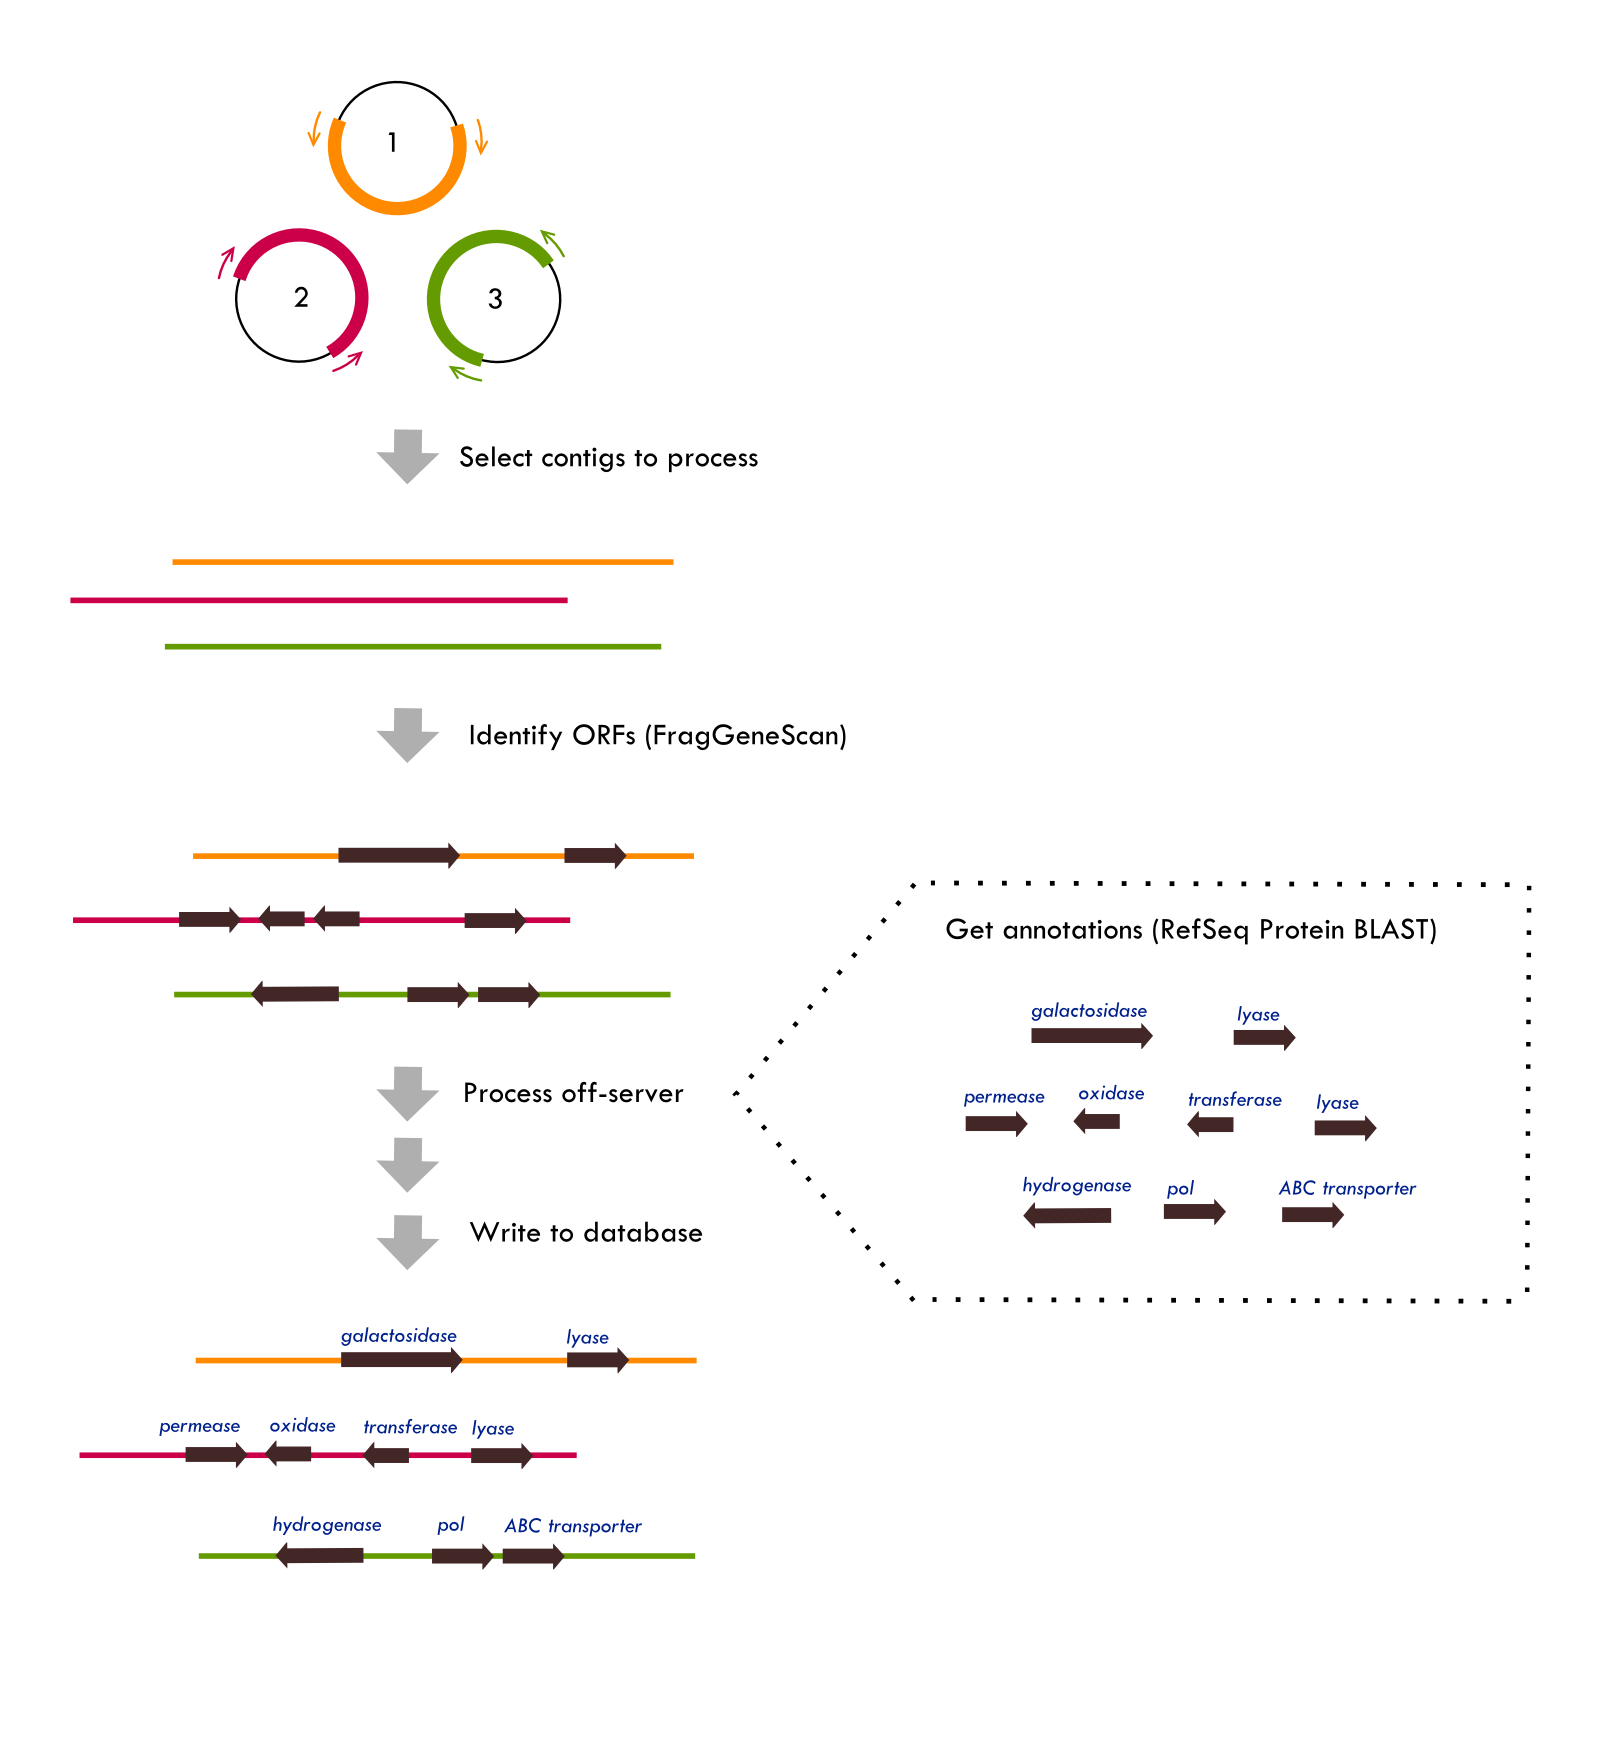 1
2
3
Select contigs to process
Identify ORFs (FragGeneScan)
Process off-server
Get annotations (RefSeq Protein BLAST)
galactosidase lyase
permease oxidase transferase lyase
hydrogenase pol ABC transporter
Write to database
galactosidase lyase
permease oxidase transferase lyase
hydrogenase pol ABC transporter